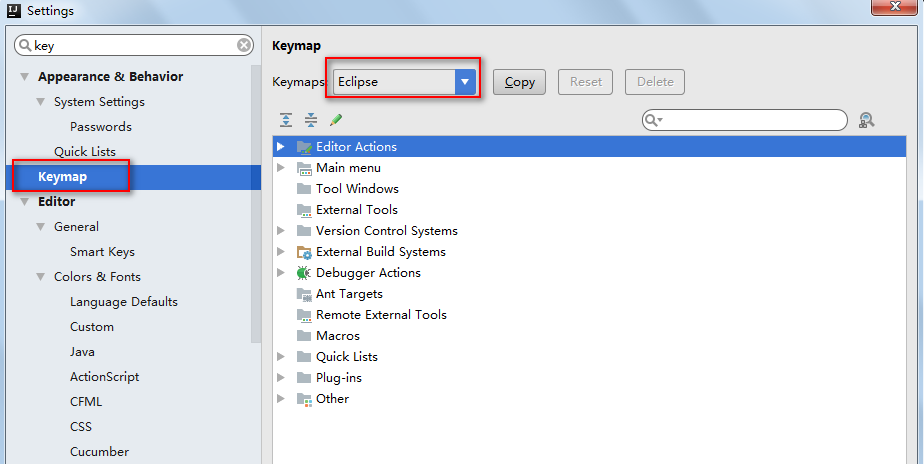 IJ Settings
key
Appearance & Behavior
System Settings
Passwords
Quick Lists
Keymap
Editor
General
Smart Keys
Colors & Fonts
Language Defaults
Custom
Java
ActionScript
CFML
CSS
Cucumber
Keymap
Keymaps Eclipse Copy Reset Delete
Editor Actions
Main menu
Tool Windows
External Tools
Version Control Systems
External Build Systems
Debugger Actions
Ant Targets
Remote External Tools
Macros
Quick Lists
Plug-ins
Other